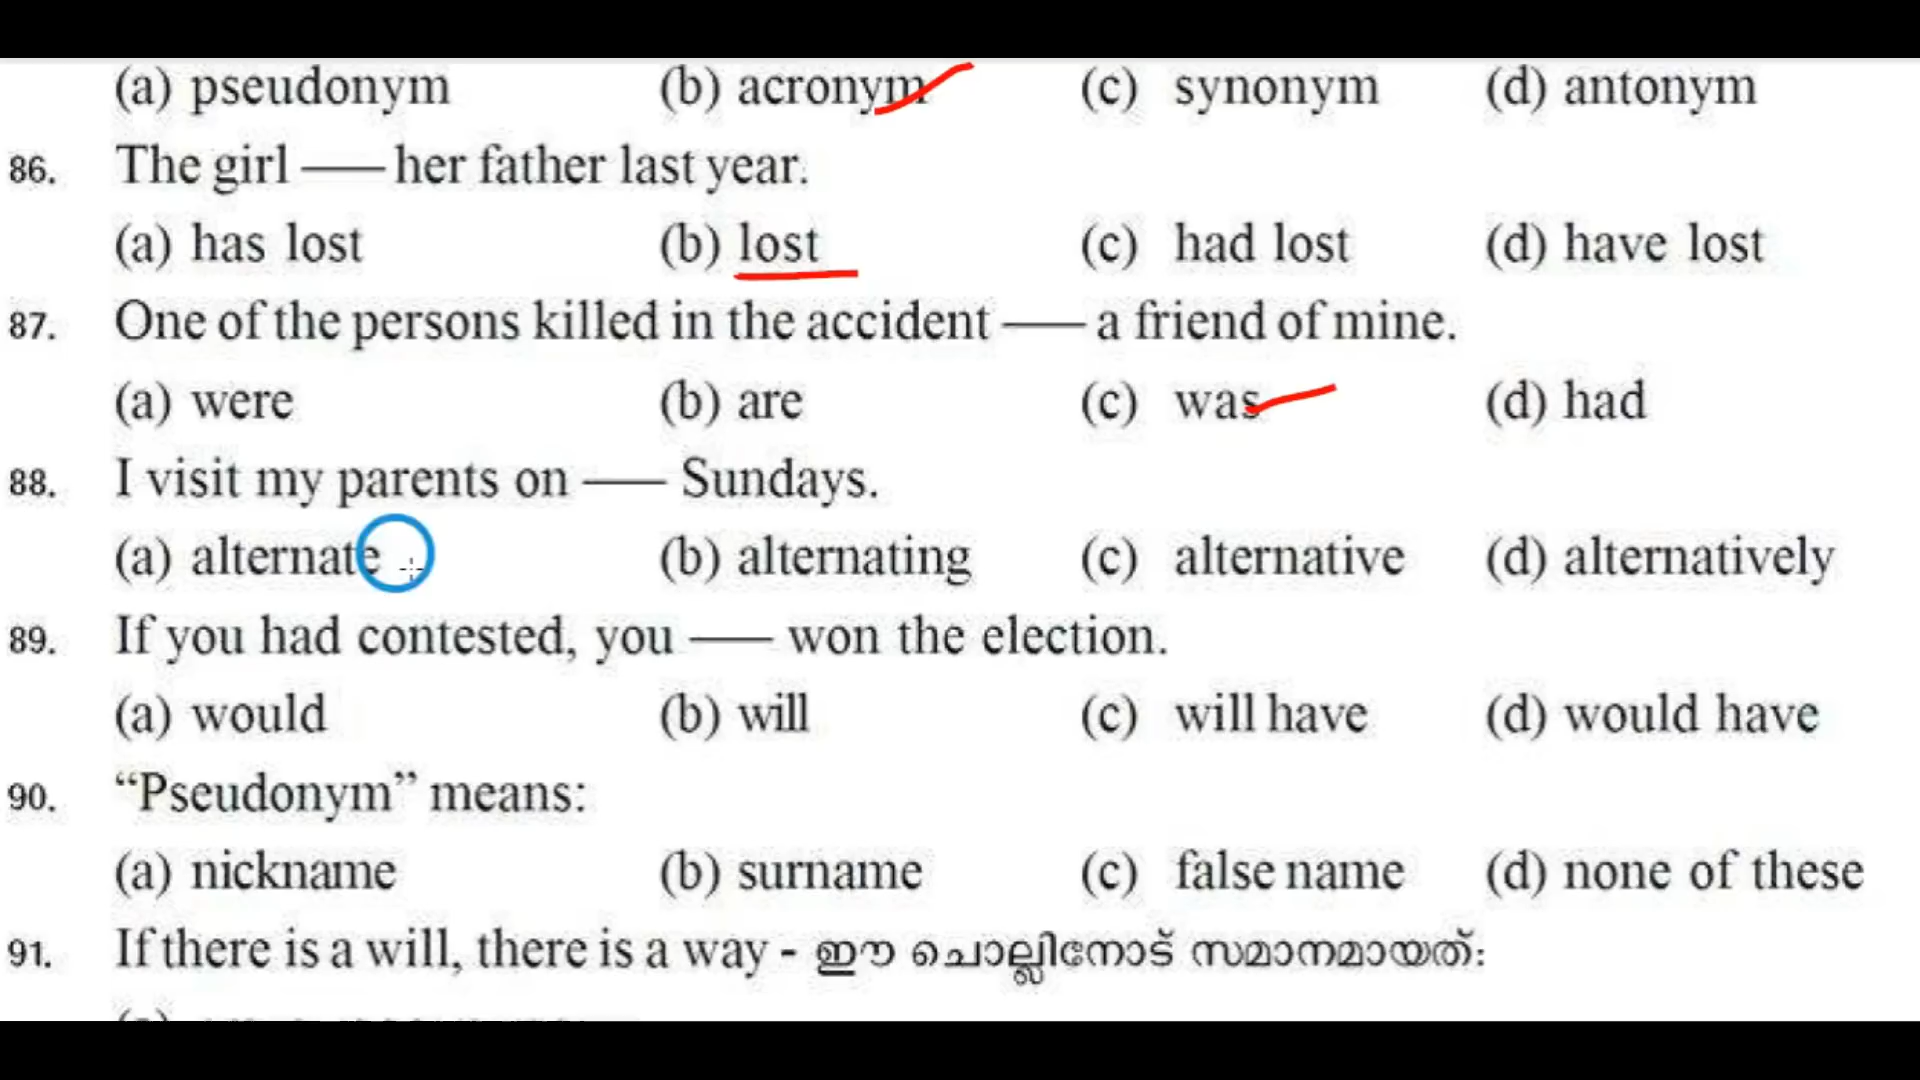 (a) pseudonym (b) acronym (c) synonym (d) antonym
86. The girl —— her father last year.
(a) has lost (b) lost (c) had lost (d) have lost
87. One of the persons killed in the accident —— a friend of mine.
(a) were (b) are (c) was (d) had
88. I visit my parents on —— Sundays.
(a) alternate (b) alternating (c) alternative (d) alternatively
89. If you had contested, you —— won the election.
(a) would (b) will (c) will have (d) would have
90. “Pseudonym” means:
(a) nickname (b) surname (c) false name (d) none of these
91. If there is a will, there is a way - ഈ ചൊല്ലിനോട് സമാനമായത്: